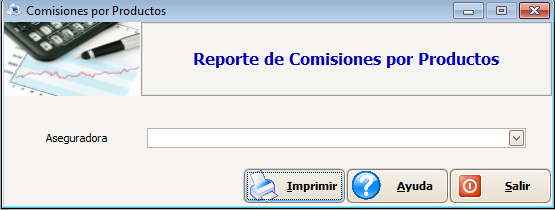 Comisiones por Productos
Reporte de Comisiones por Productos
Aseguradora
Imprimir
Ayuda
Salir